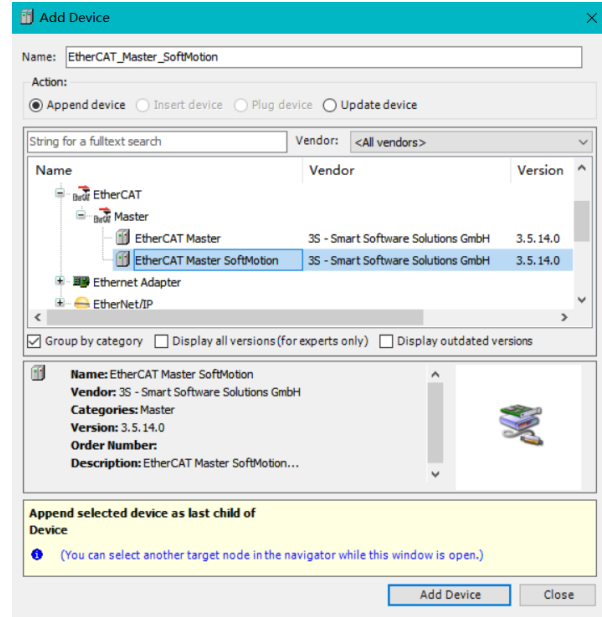 Add Device
Name: EtherCAT_Master_SoftMotion
Action:
Append device Insert device Plug device Update device
String for a fulltext search Vendor: <All vendors>
Name Vendor Version
EtherCAT
Master
EtherCAT Master 3S - Smart Software Solutions GmbH 3.5.14.0
EtherCAT Master SoftMotion 3S - Smart Software Solutions GmbH 3.5.14.0
Ethernet Adapter
EtherNet/IP
Group by category Display all versions (for experts only) Display outdated versions
Name: EtherCAT Master SoftMotion
Vendor: 3S - Smart Software Solutions GmbH
Categories: Master
Version: 3.5.14.0
Order Number:
Description: EtherCAT Master SoftMotion...
Append selected device as last child of
Device
(You can select another target node in the navigator while this window is open.)
Add Device Close